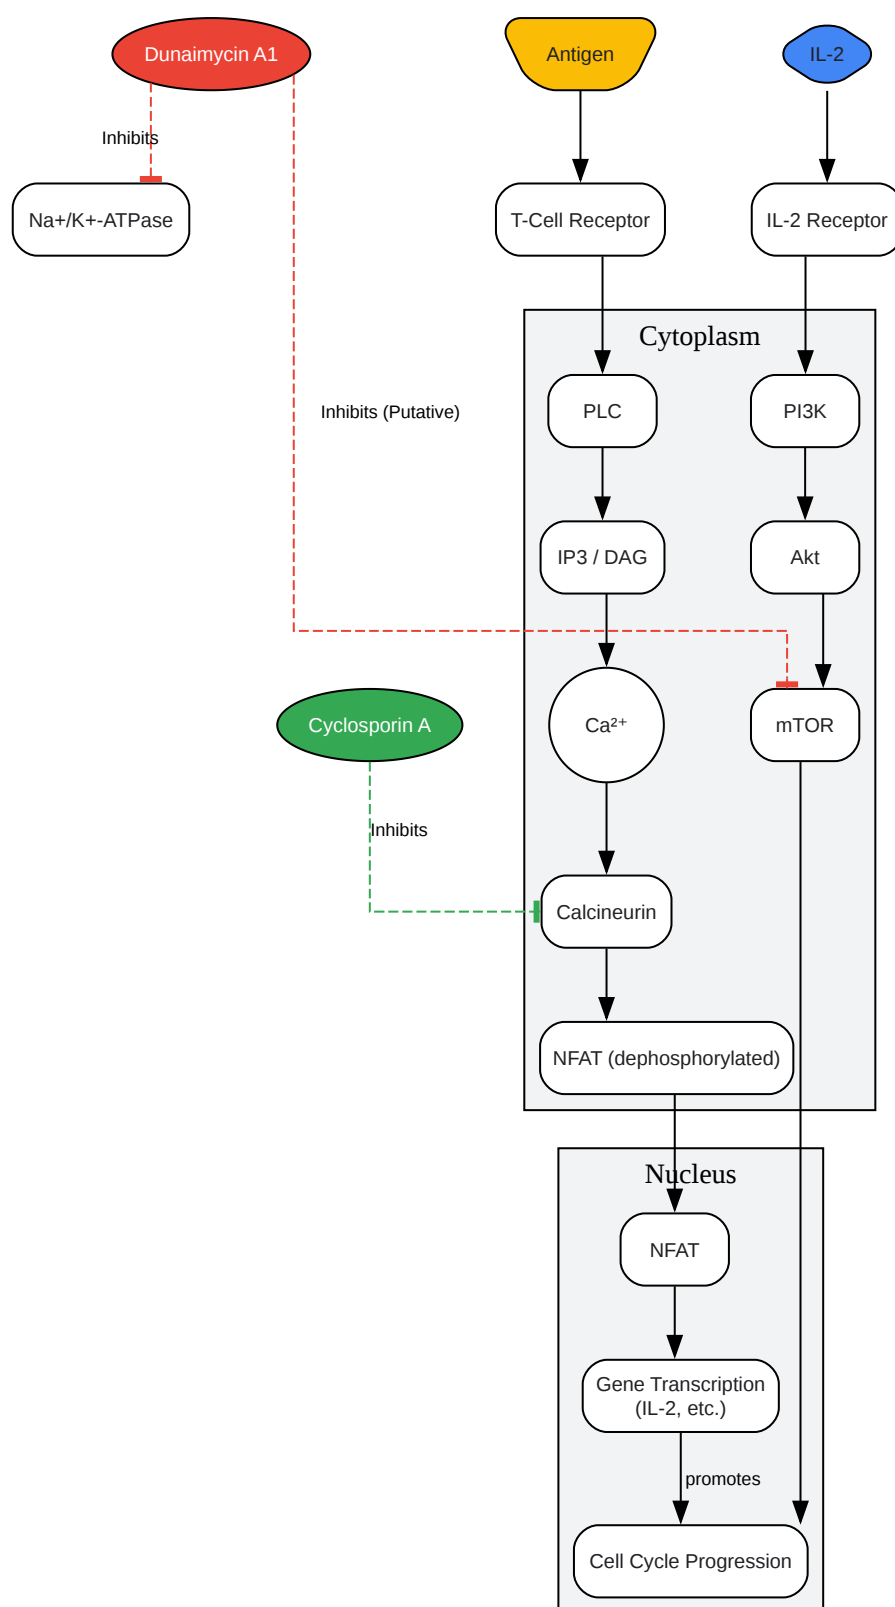 Dunaimycin A1
Antigen
IL-2
Inhibits
Na+/K+-ATPase
T-Cell Receptor
IL-2 Receptor
Cytoplasm
Inhibits (Putative)
PLC
PI3K
IP3 / DAG
Akt
Cyclosporin A
Ca²⁺
mTOR
Inhibits
Calcineurin
NFAT (dephosphorylated)
Nucleus
NFAT
Gene Transcription
(IL-2, etc.)
promotes
Cell Cycle Progression